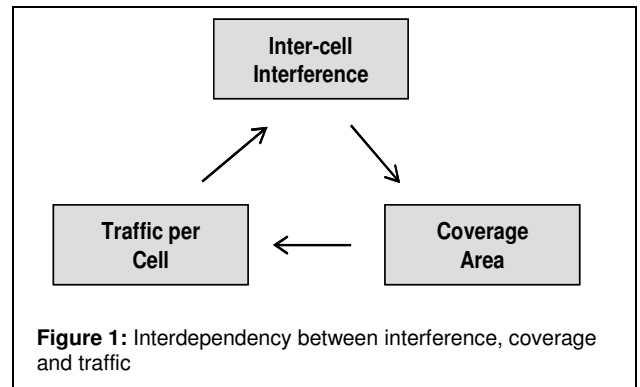 Inter-cell
Interference
Traffic per
Cell
Coverage
Area
Figure 1: Interdependency between interference, coverage
and traffic